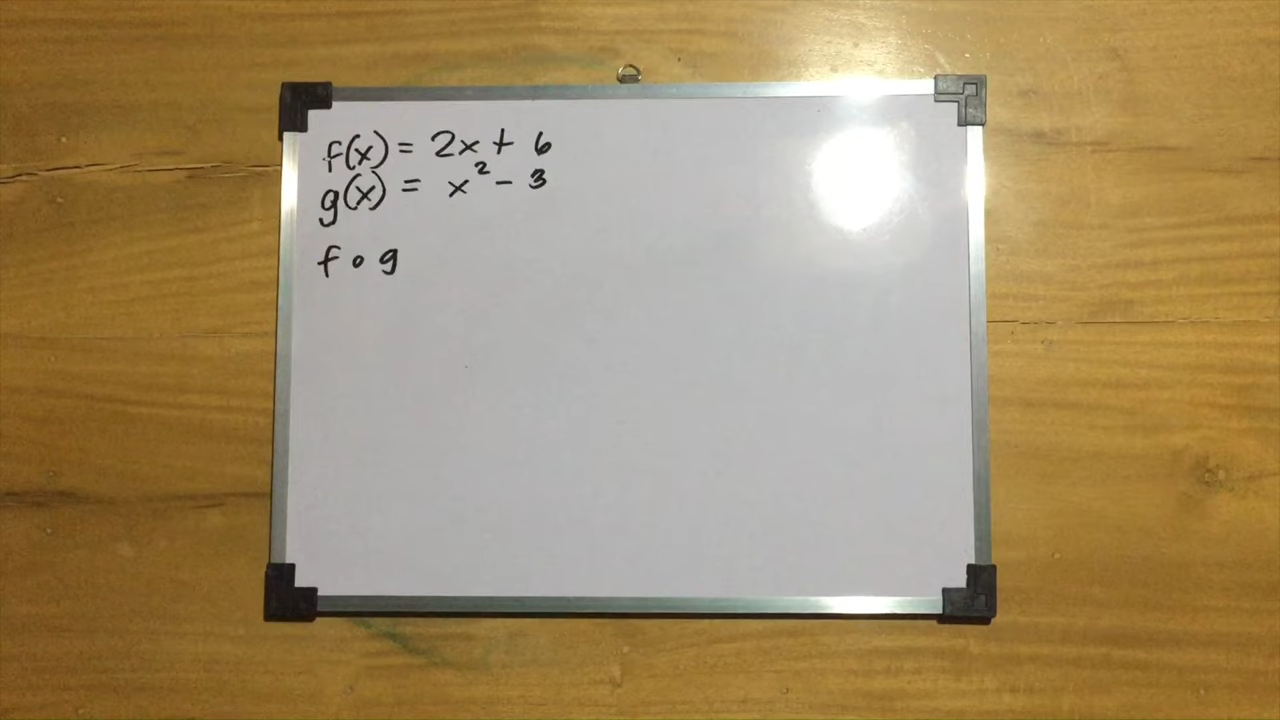 f(x) = 2x + 6
g(x) = x² - 3
f ∘ g